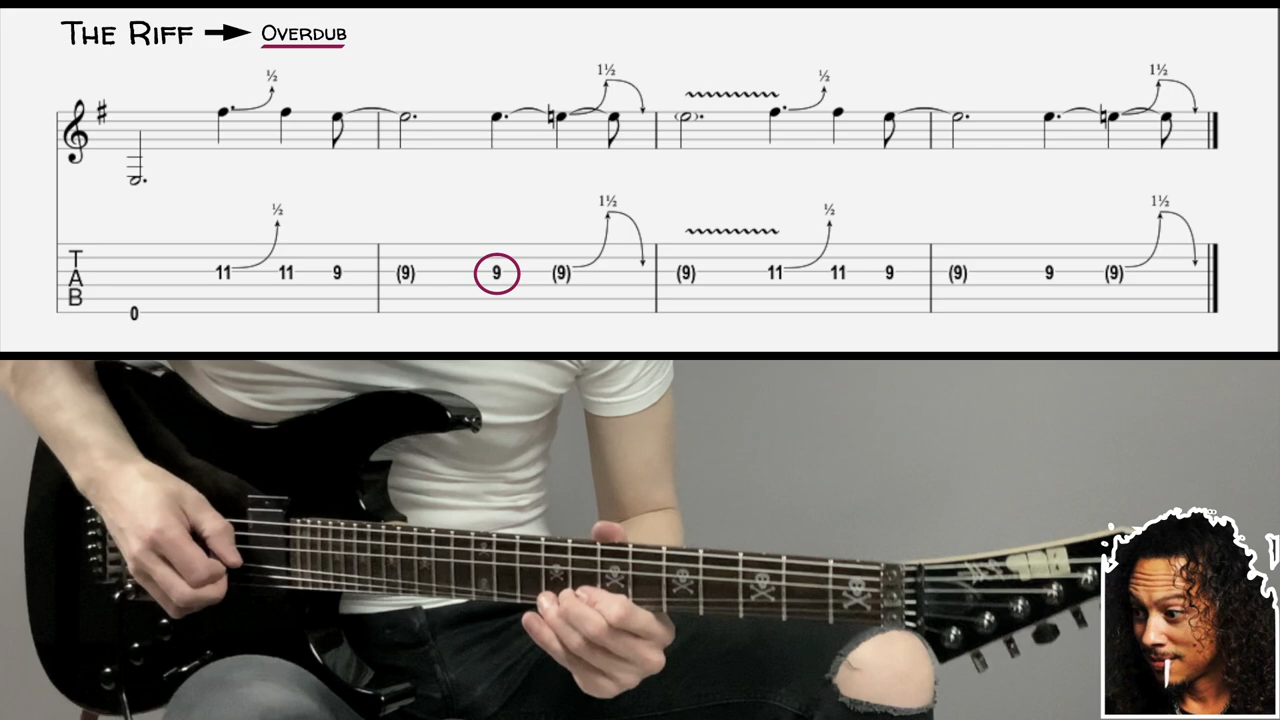 THE RIFF → OVERDUB
½ 1½ ½ 1½
½ 1½ ½ 1½
T
A
B
11 11 9 (9) 9 (9) (9) 11 11 9 (9) 9 (9)
0